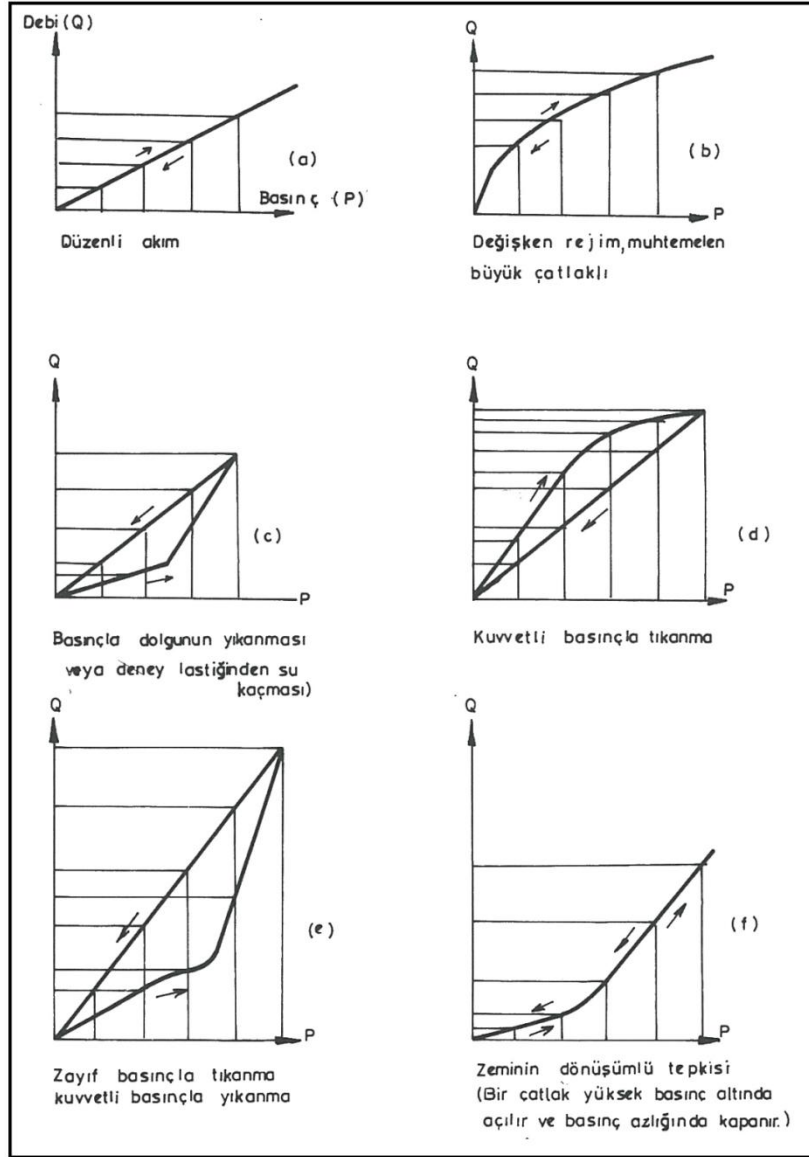 Debi (Q)
(a)
Basınç (P)
Düzenli akım
Q
(b)
P
Değişken rejim, muhtemelen
büyük çatlaklı
Q
(c)
P
Basınçla dolgunun yıkanması
veya deney lastiğinden su
kaçması)
Q
(d)
P
Kuvvetli basınçla tıkanma
Q
(e)
P
Zayıf basınçla tıkanma
kuvvetli basınçla yıkanma
Q
(f)
P
Zeminin dönüşümlü tepkisi
(Bir çatlak yüksek basınc altında
açılır ve basınç azlığında kapanır.)